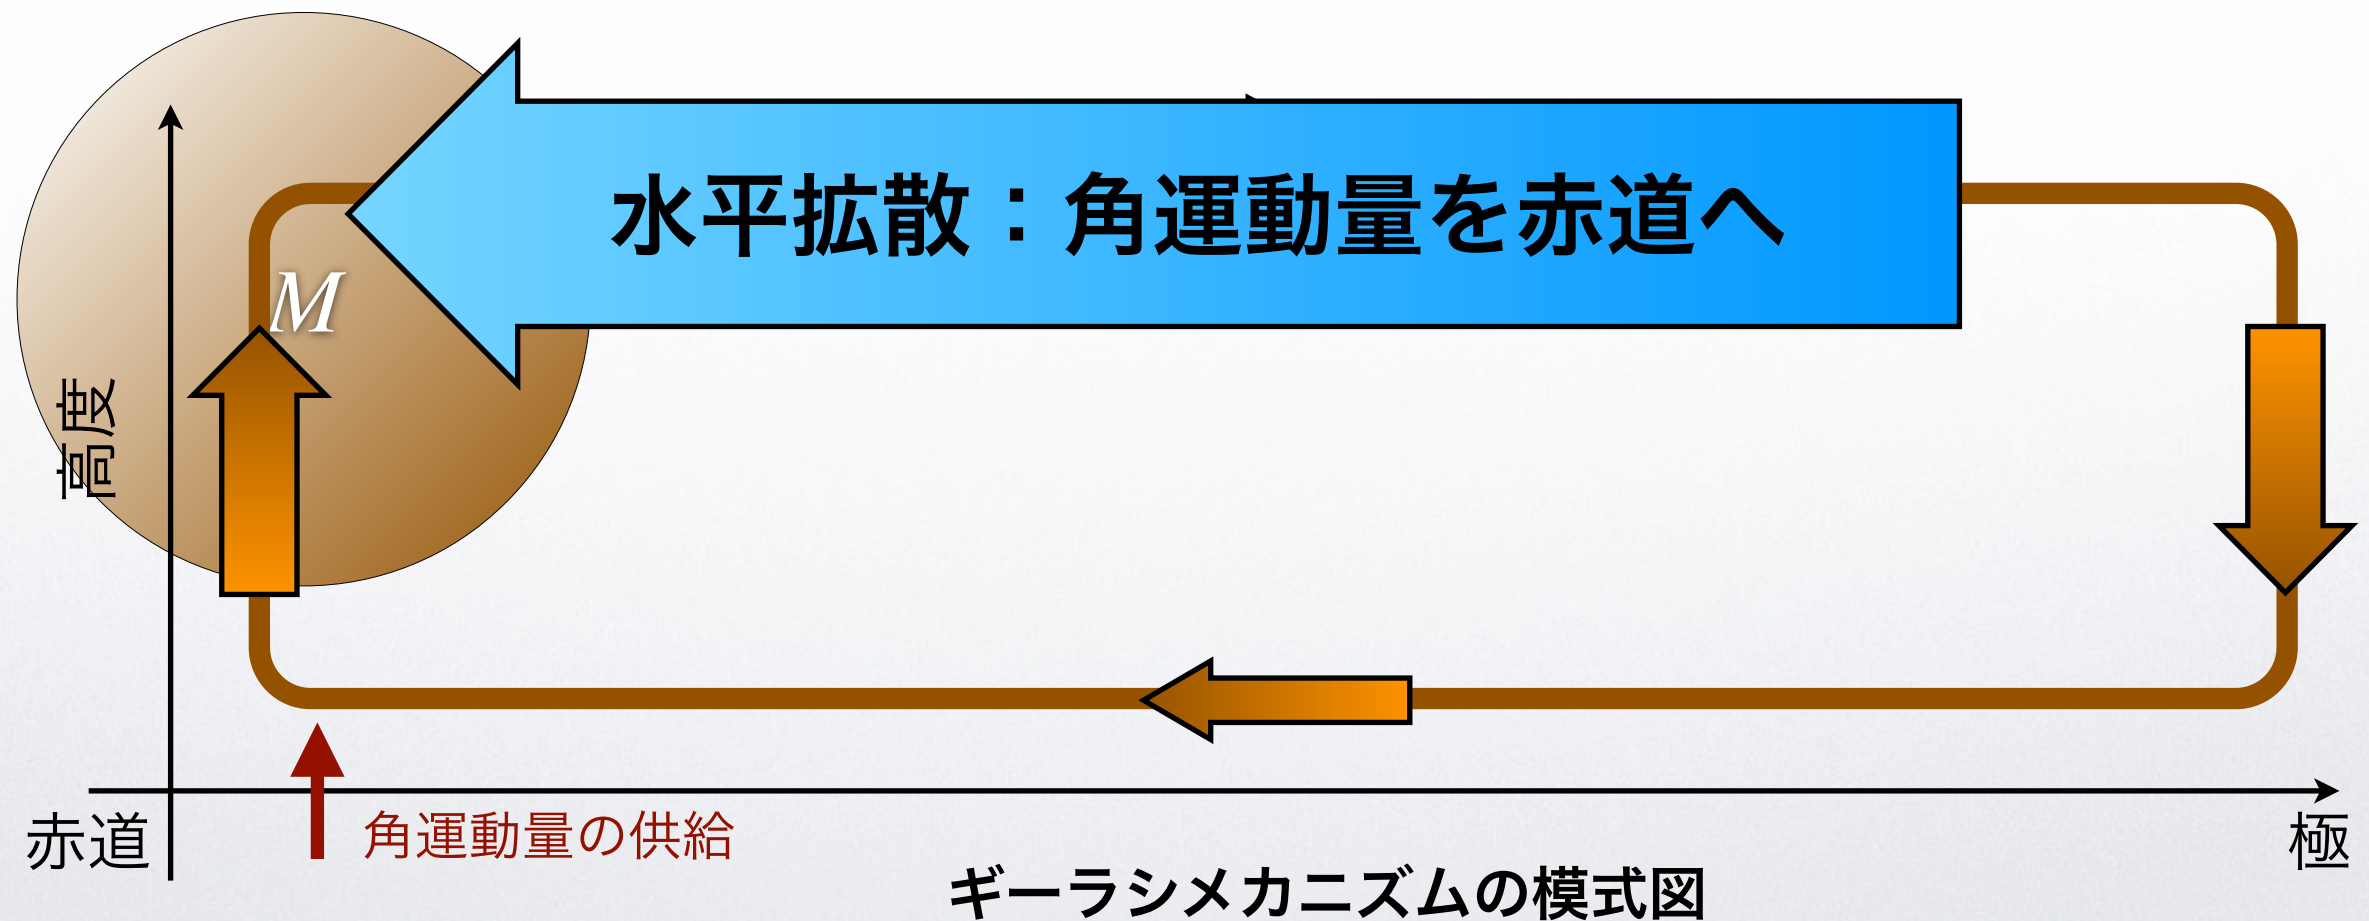 水平拡散：角運動量を赤道へ
M
高度
赤道
角運動量の供給
極
ギーラシメカニズムの模式図